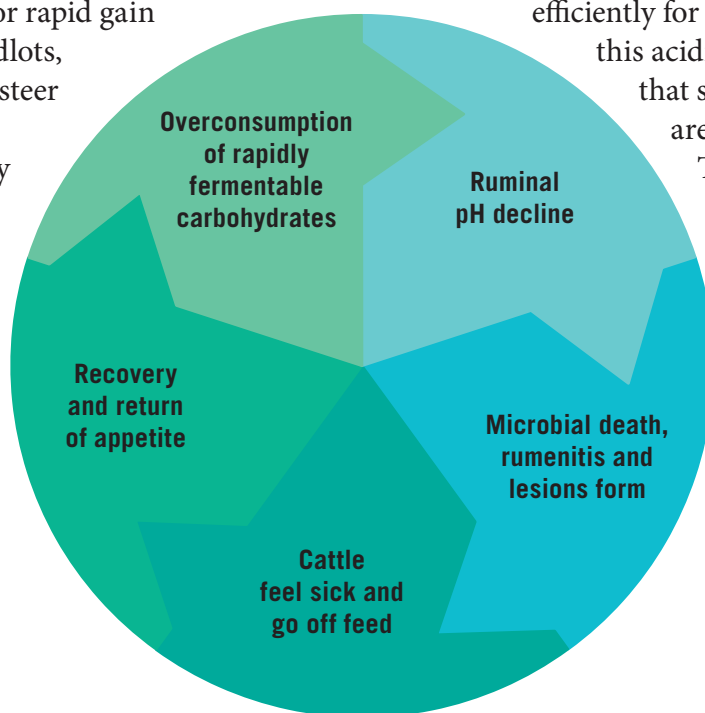 or rapid gain
dlots,
steer
y
efficiently for
this acid
that s
are
T
Overconsumption
of rapidly
fermentable
carbohydrates
Ruminal
pH decline
Microbial death,
rumenitis and
lesions form
Cattle
feel sick and
go off feed
Recovery
and return
of appetite